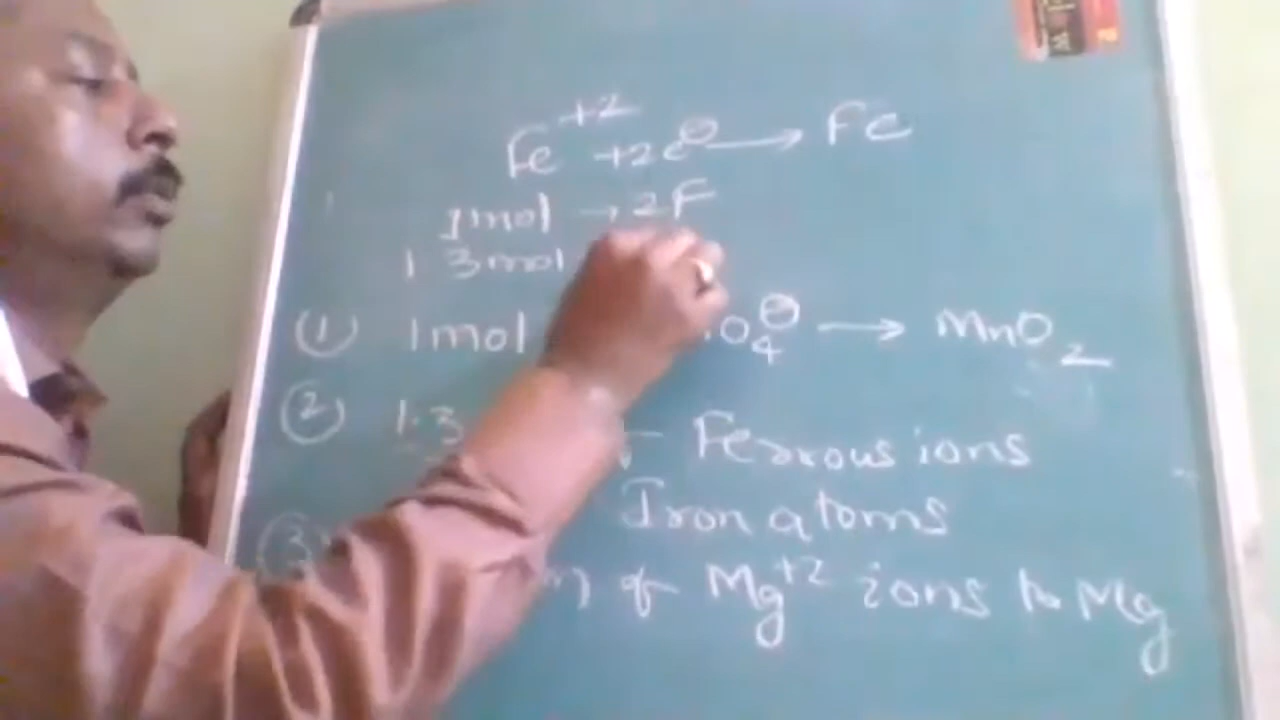 Fe +2 +2e⊖ → Fe
1mol → 2F
1.3mol
(1) 1mol O4⊖ → MnO2
(2) 1.3 Ferrous ions
Iron atoms
(3) of Mg+2 ions to Mg